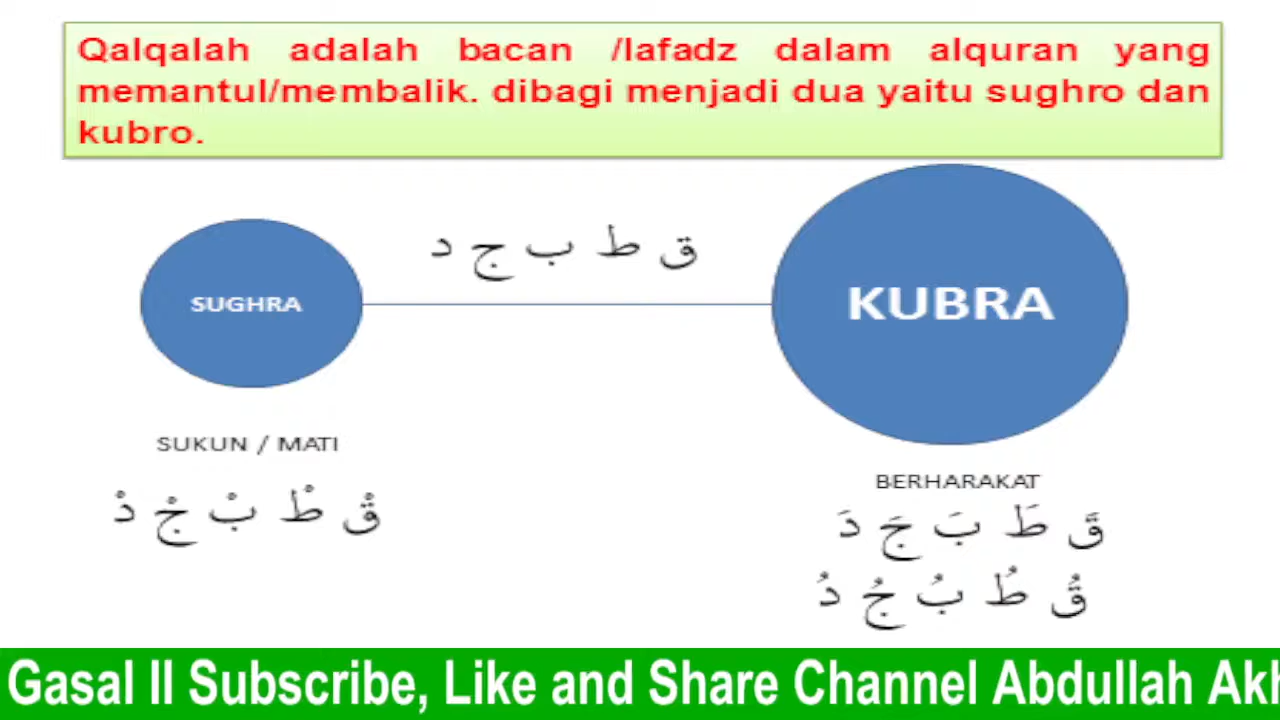 Qalqalah adalah bacan /lafadz dalam alquran yang
memantul/membalik. dibagi menjadi dua yaitu sughro dan
kubro.
ق ط ب ج د
SUGHRA
KUBRA
SUKUN / MATI
قْ طْ بْ جْ دْ
BERHARAKAT
قَ طَ بَ جَ دَ
قُ طُ بُ جُ دُ
Gasal II Subscribe, Like and Share Channel Abdullah Akh